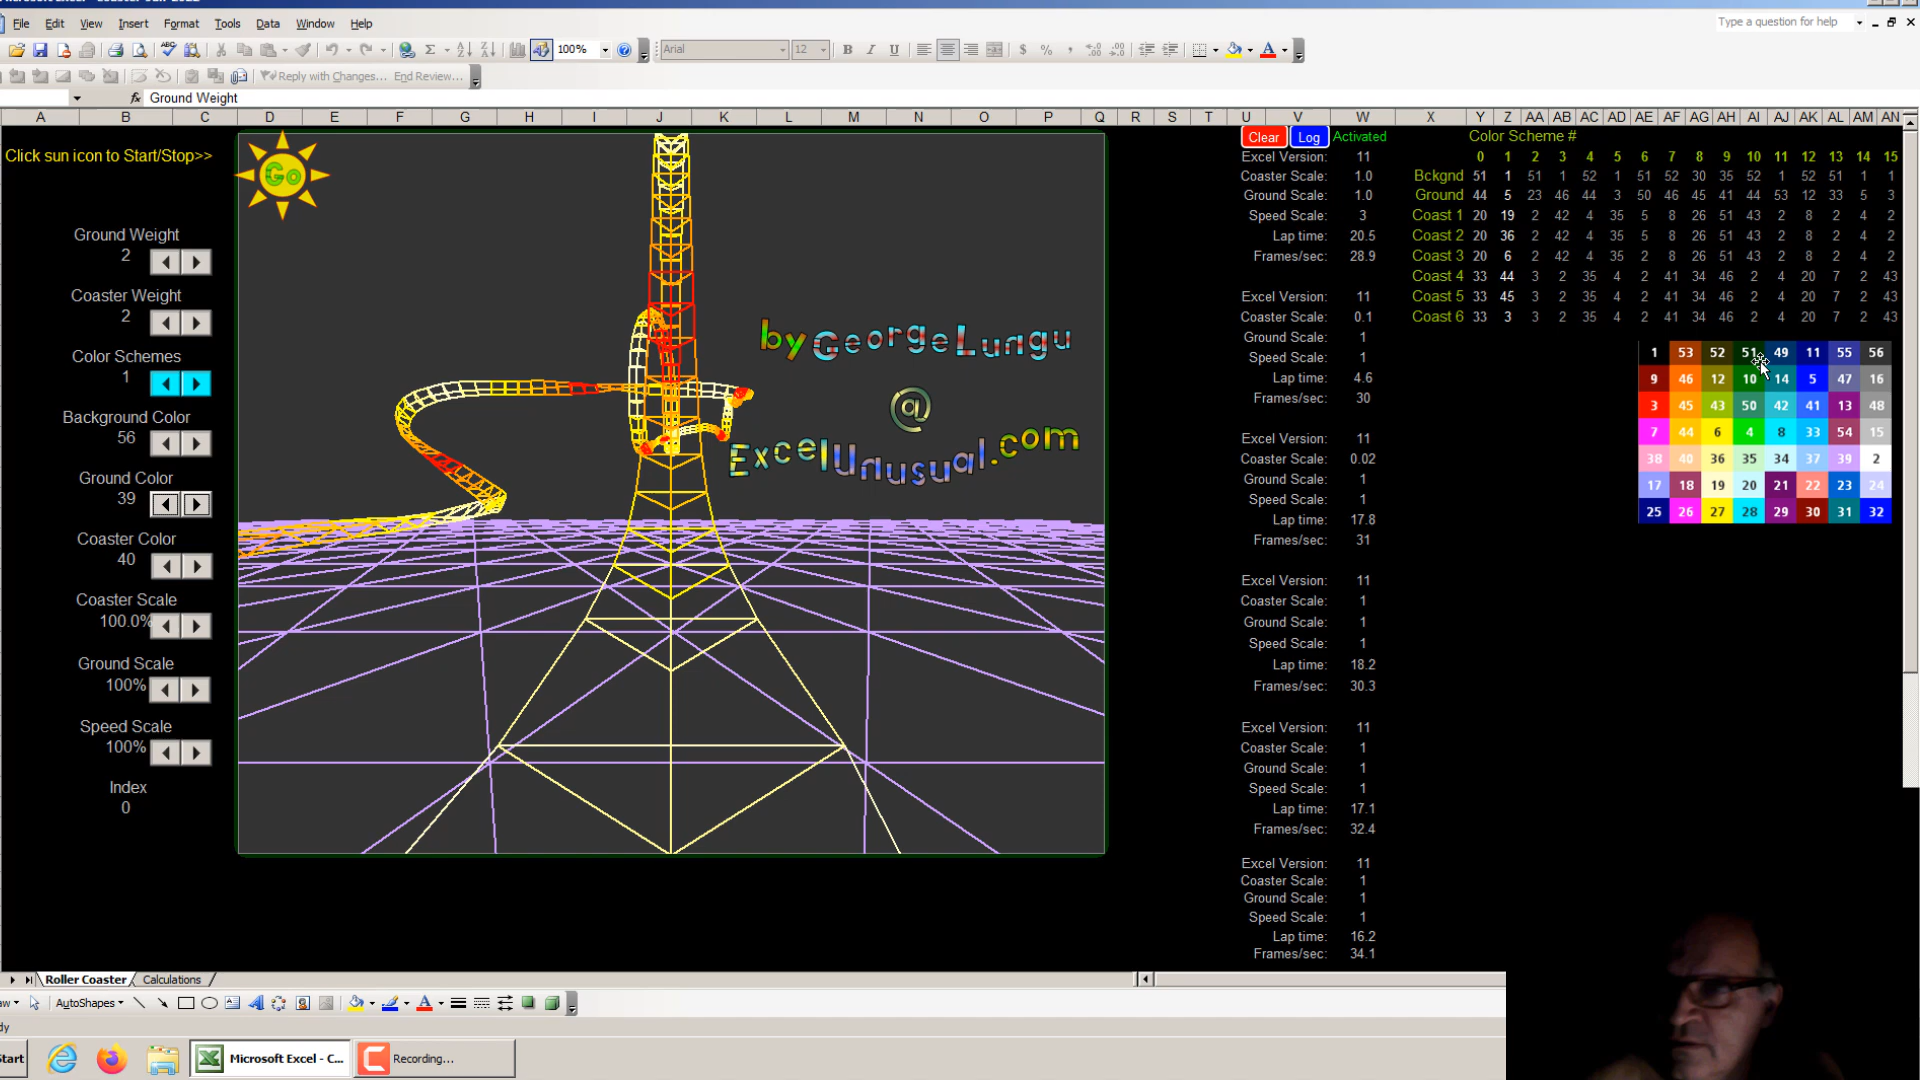 File Edit View Insert Format Tools Data Window Help Type a question for help
100% Arial 12 B I U $ % ,
Reply with Changes... End Review...
fx Ground Weight
A B C D E F G H I J K L M N O P Q R S T U V W X Y Z AA AB AC AD AE AF AG AH AI AJ AK AL AM AN
Click sun icon to Start/Stop>>
Go
Ground Weight
2
Coaster Weight
2
Color Schemes
1
Background Color
56
Ground Color
39
Coaster Color
40
Coaster Scale
100.0%
Ground Scale
100%
Speed Scale
100%
Index
0
by George Lungu
@
ExcelUnusual.com
Clear Log Activated
Excel Version: 11
Coaster Scale: 1.0
Ground Scale: 1.0
Speed Scale: 3
Lap time: 20.5
Frames/sec: 28.9
Excel Version: 11
Coaster Scale: 0.1
Ground Scale: 1
Speed Scale: 1
Lap time: 4.6
Frames/sec: 30
Excel Version: 11
Coaster Scale: 0.02
Ground Scale: 1
Speed Scale: 1
Lap time: 17.8
Frames/sec: 31
Excel Version: 11
Coaster Scale: 1
Ground Scale: 1
Speed Scale: 1
Lap time: 18.2
Frames/sec: 30.3
Excel Version: 11
Coaster Scale: 1
Ground Scale: 1
Speed Scale: 1
Lap time: 17.1
Frames/sec: 32.4
Excel Version: 11
Coaster Scale: 1
Ground Scale: 1
Speed Scale: 1
Lap time: 16.2
Frames/sec: 34.1
Color Scheme #
0 1 2 3 4 5 6 7 8 9 10 11 12 13 14 15
Bckgnd 51 1 51 1 52 1 51 52 30 35 52 1 52 51 1 1
Ground 44 5 23 46 44 3 50 46 45 41 44 53 12 33 5 3
Coast 1 20 19 2 42 4 35 5 8 26 51 43 2 8 2 4 2
Coast 2 20 36 2 42 4 35 5 8 26 51 43 2 8 2 4 2
Coast 3 20 6 2 42 4 35 5 8 26 51 43 2 8 2 4 2
Coast 4 33 44 3 2 35 4 2 41 34 46 2 4 20 7 2 43
Coast 5 33 45 3 2 35 4 2 41 34 46 2 4 20 7 2 43
Coast 6 33 3 3 2 35 4 2 41 34 46 2 4 20 7 2 43
1 53 52 51 49 11 55 56
9 46 12 10 14 5 47 16
3 45 43 50 42 41 13 48
7 44 6 4 8 33 54 15
38 40 36 35 34 37 39 2
17 18 19 20 21 22 23 24
25 26 27 28 29 30 31 32
Roller Coaster Calculations
AutoShapes
Start Microsoft Excel - C... Recording...